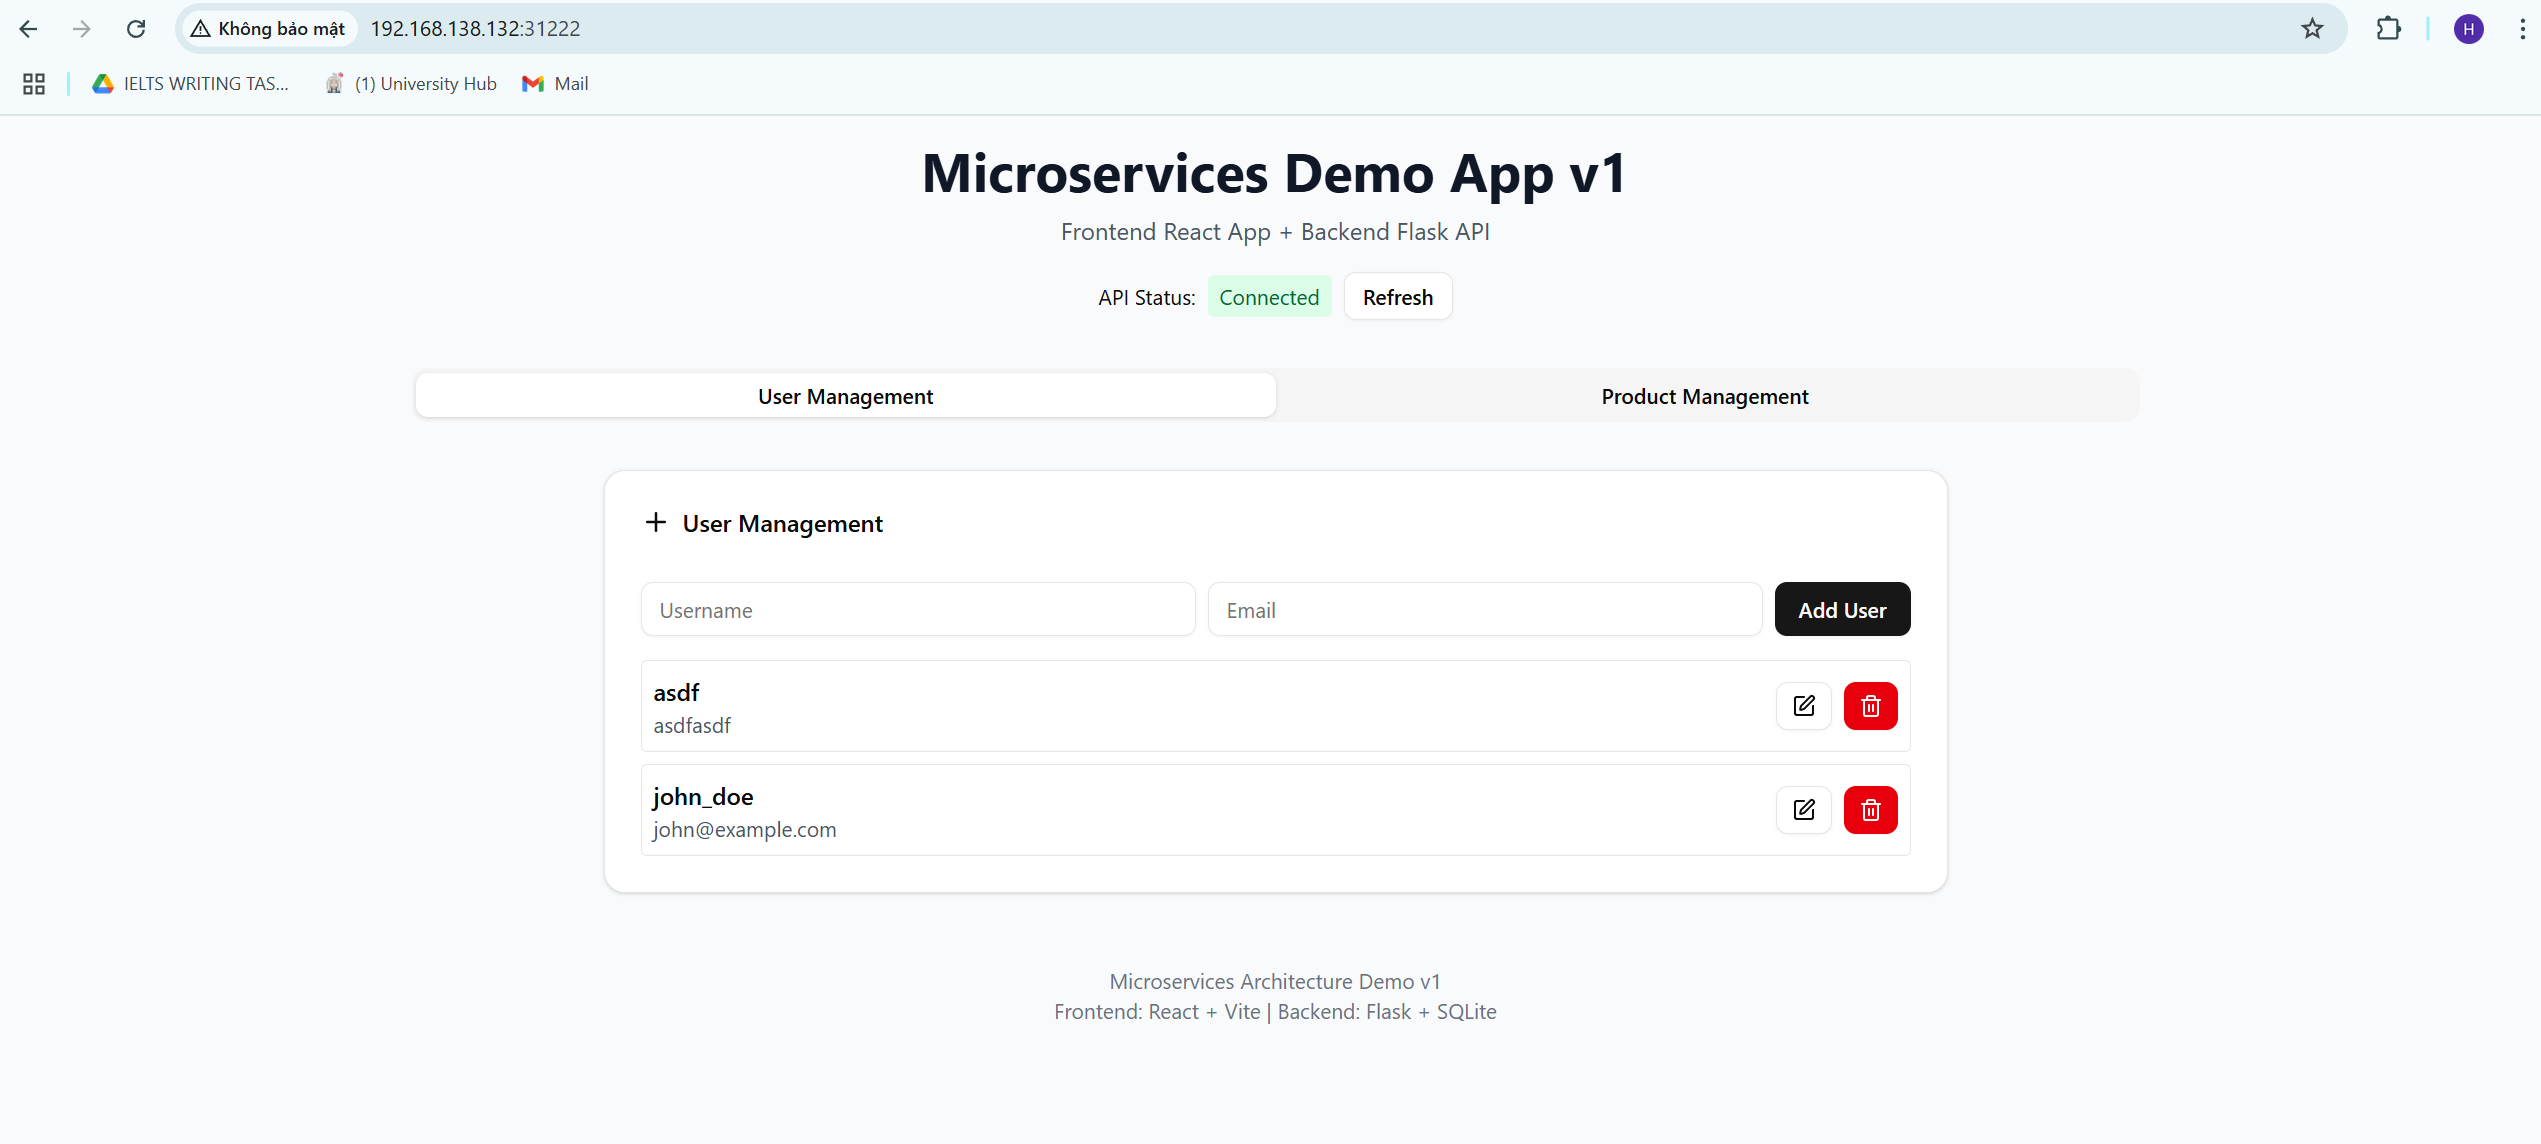 Không bảo mật 192.168.138.132:31222 H
IELTS WRITING TAS... (1) University Hub Mail
Microservices Demo App v1
Frontend React App + Backend Flask API
API Status: Connected Refresh
User Management Product Management
User Management
Username Email Add User
asdf
asdfasdf
john_doe
john@example.com
Microservices Architecture Demo v1
Frontend: React + Vite | Backend: Flask + SQLite